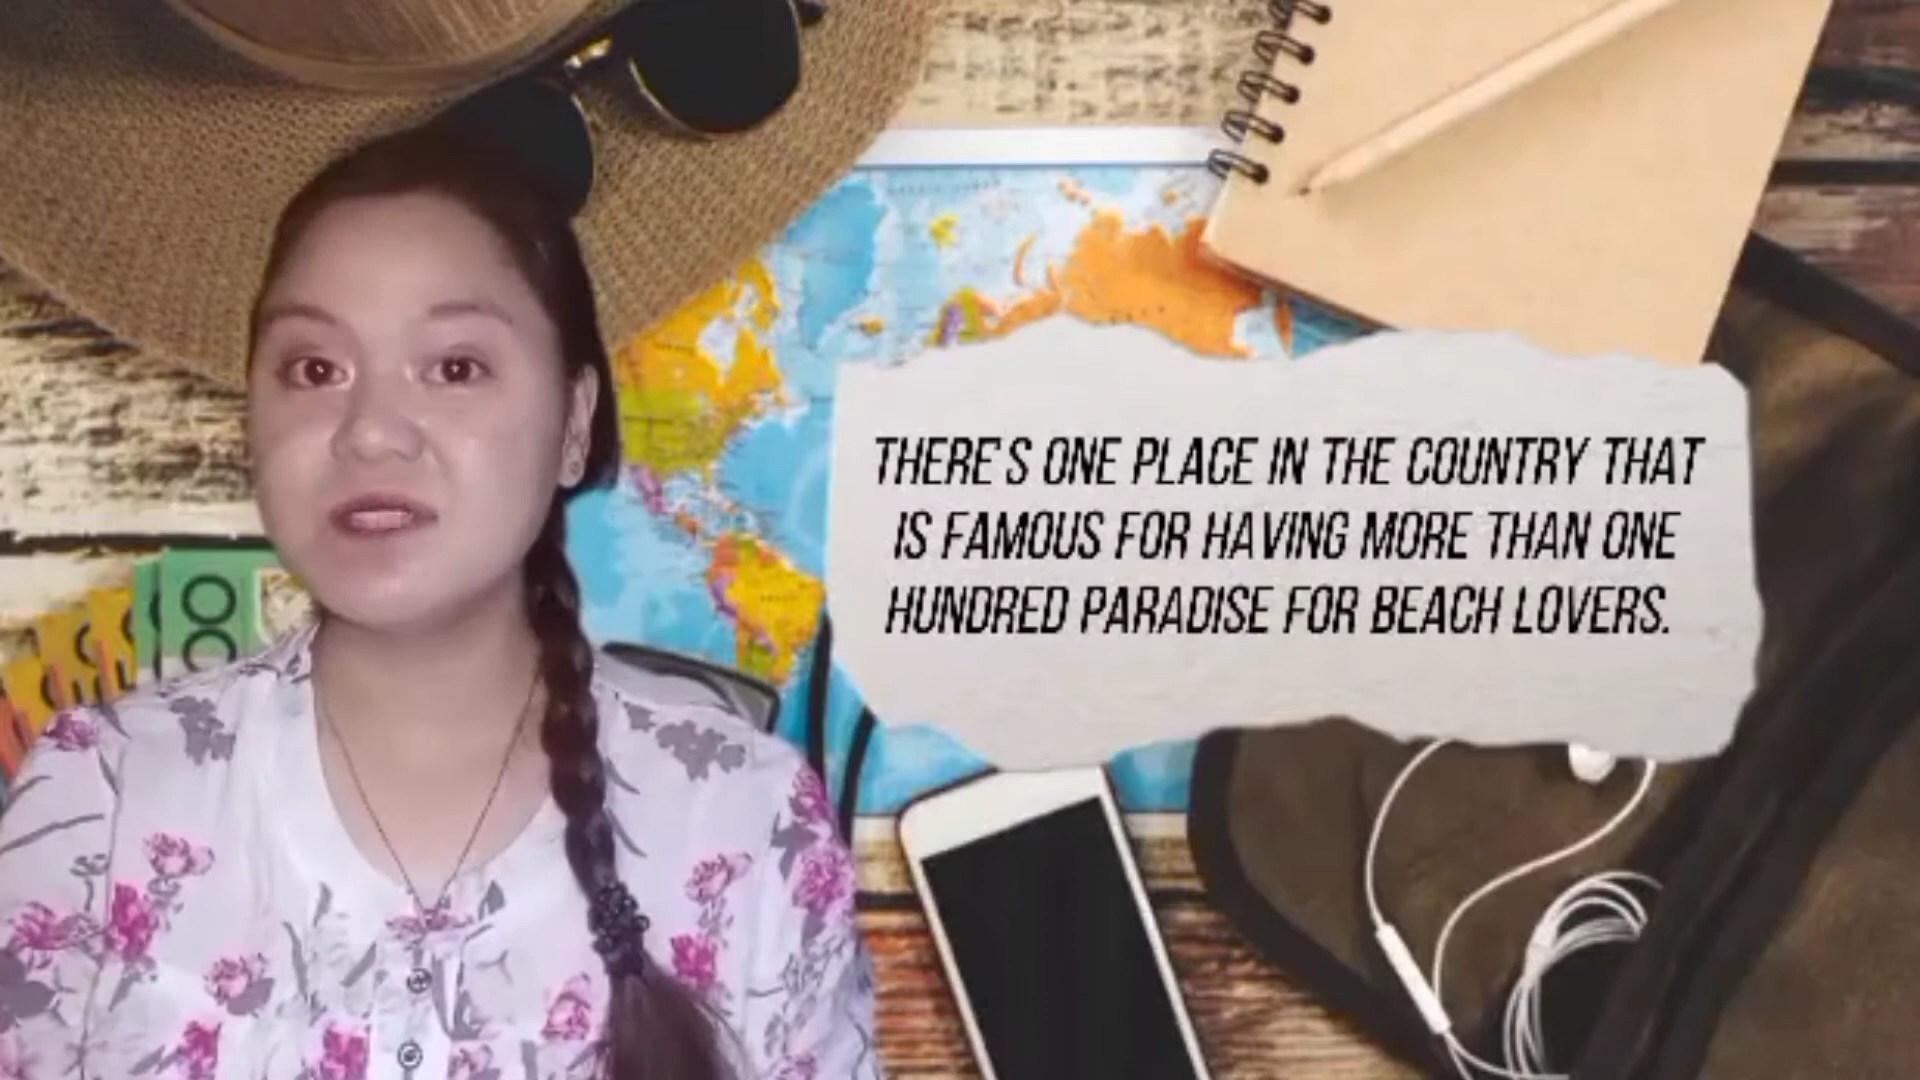 THERE'S ONE PLACE IN THE COUNTRY THAT
IS FAMOUS FOR HAVING MORE THAN ONE
HUNDRED PARADISE FOR BEACH LOVERS.